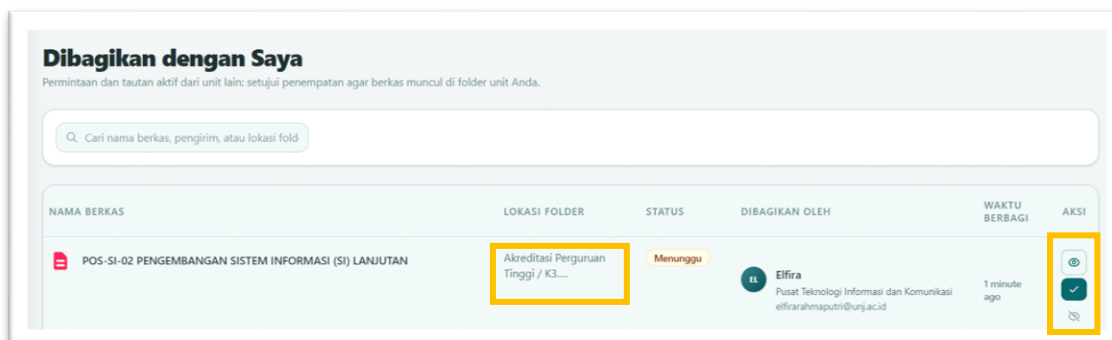 Dibagikan dengan Saya
Permintaan dan tautan aktif dari unit lain: setujui penempatan agar berkas muncul di folder unit Anda.
Cari nama berkas, pengirim, atau lokasi fold
NAMA BERKAS LOKASI FOLDER STATUS DIBAGIKAN OLEH WAKTU BERBAGI AKSI
POS-SI-02 PENGEMBANGAN SISTEM INFORMASI (SI) LANJUTAN
Akreditasi Perguruan
Tinggi / K3....
Menunggu
EL
Elfira
Pusat Teknologi Informasi dan Komunikasi
elfirarahmaputri@unj.ac.id
1 minute
ago